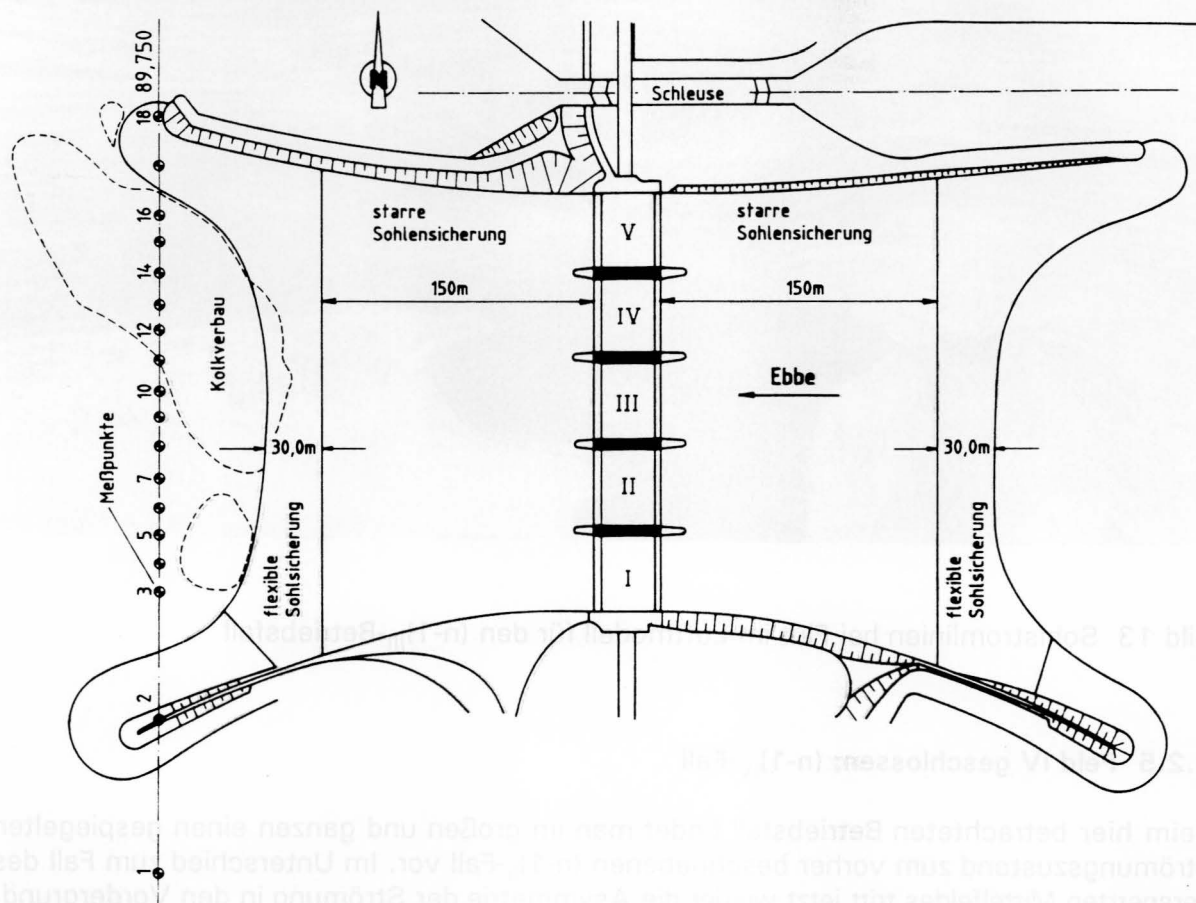 89,750
Schleuse
18
16
14
12
10
7
5
3
2
1
Meßpunkte
Kolkverbau
starre
Sohlensicherung
starre
Sohlensicherung
V
150m
150m
IV
III
Ebbe
30,0m
30,0m
II
I
flexible
Sohlsicherung
flexible
Sohlsicherung